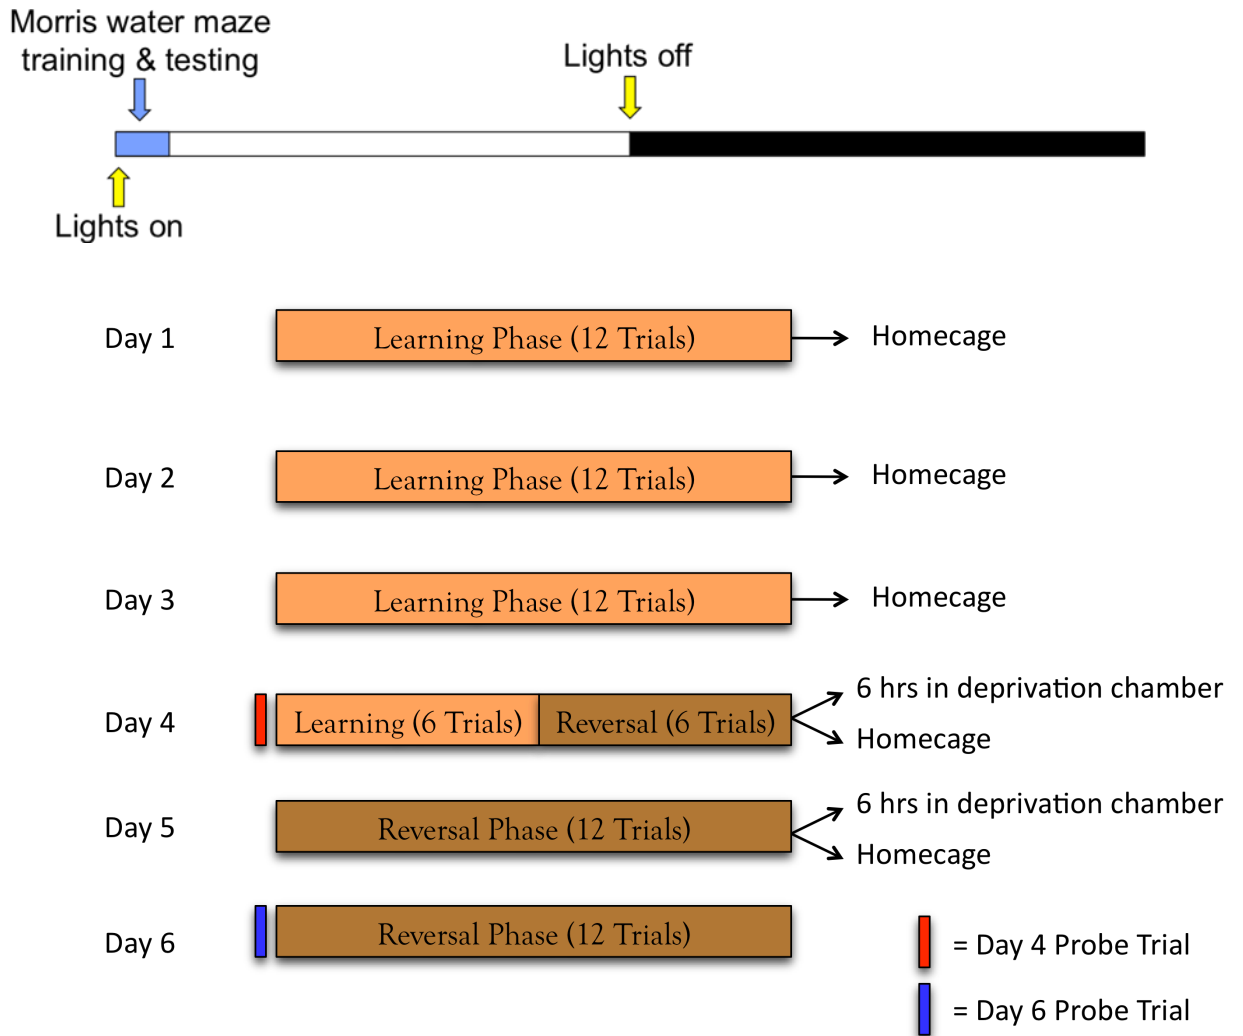 Morris water maze
training & testing
Lights off
Lights on
Day 1
Learning Phase (12 Trials)
Homecage
Day 2
Learning Phase (12 Trials)
Homecage
Day 3
Learning Phase (12 Trials)
Homecage
Day 4
Learning (6 Trials)
Reversal (6 Trials)
6 hrs in deprivation chamber
Homecage
Day 5
Reversal Phase (12 Trials)
6 hrs in deprivation chamber
Homecage
Day 6
Reversal Phase (12 Trials)
= Day 4 Probe Trial
= Day 6 Probe Trial